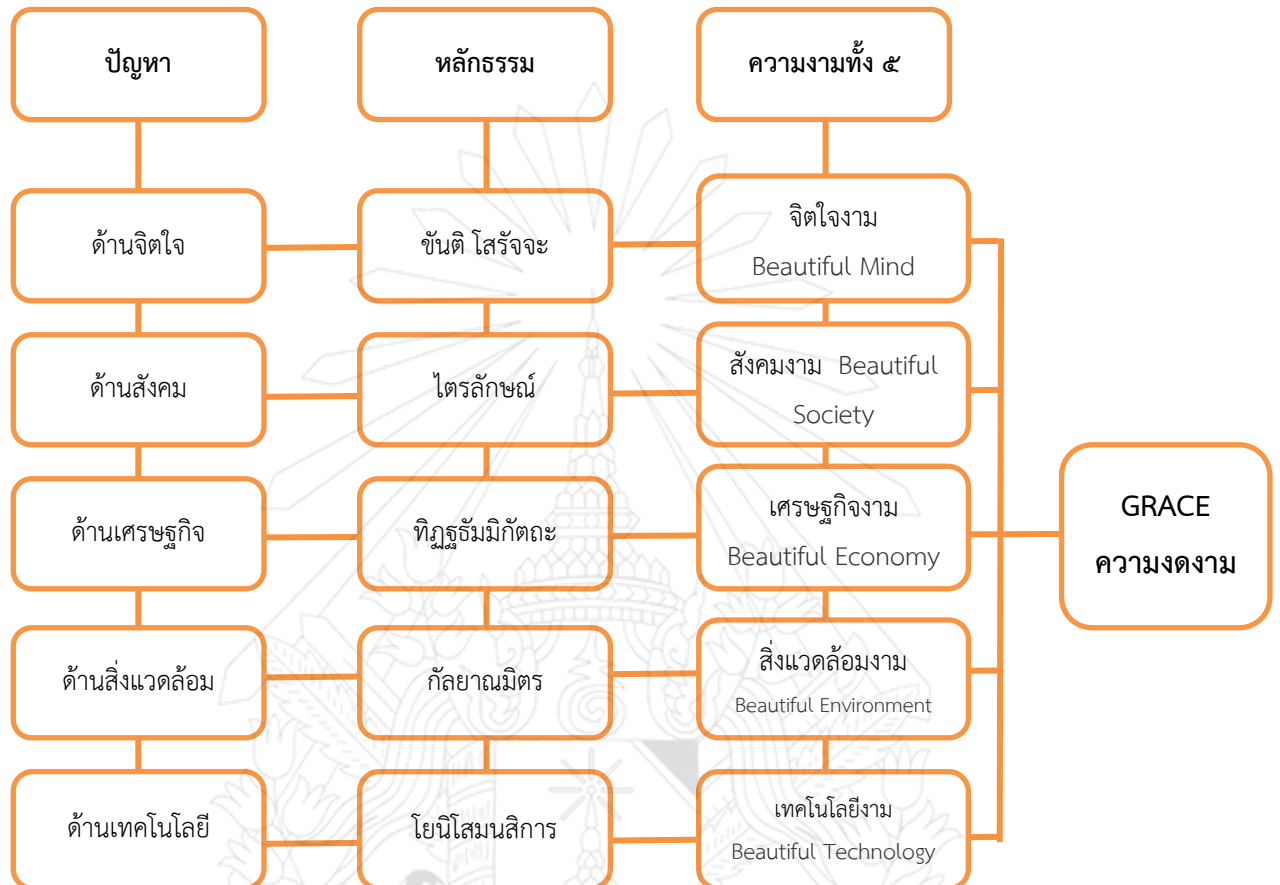 ปัญหา
หลักธรรม
ความงามทั้ง ๕
ด้านจิตใจ
ขันติ โสรัจจะ
จิตใจงาม
Beautiful Mind
ด้านสังคม
ไตรลักษณ์
สังคมงาม Beautiful
Society
ด้านเศรษฐกิจ
ทิฏฐธัมมิกัตถะ
เศรษฐกิจงาม
Beautiful Economy
GRACE
ความงดงาม
ด้านสิ่งแวดล้อม
กัลยาณมิตร
สิ่งแวดล้อมงาม
Beautiful Environment
ด้านเทคโนโลยี
โยนิโสมนสิการ
เทคโนโลยีงาม
Beautiful Technology